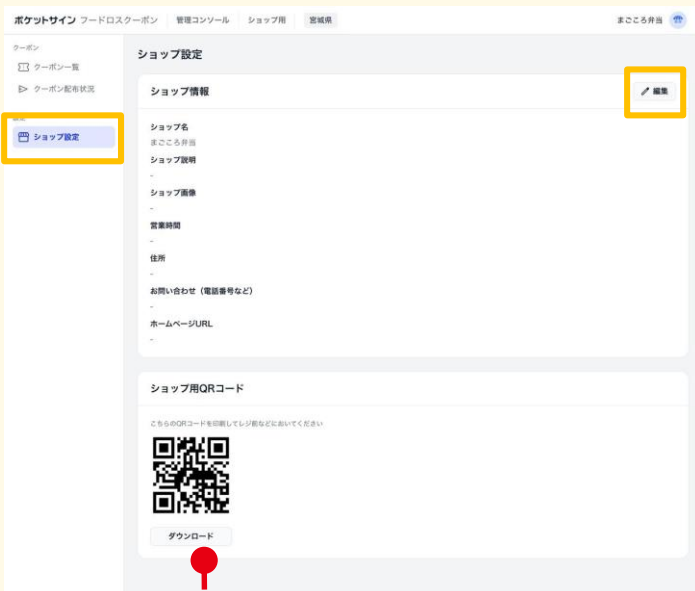 ポケットサイン フードロスクーポン 管理コンソール ショップ用 宮城県 まごころ弁当
クーポン
クーポン一覧
クーポン配布状況
ショップ設定
ショップ設定
ショップ情報
編集
ショップ名
まごころ弁当
ショップ説明
-
ショップ画像
-
営業時間
-
住所
-
お問い合わせ（電話番号など）
-
ホームページURL
-
ショップ用QRコード
こちらのQRコードを印刷してレジ前などにおいてください
ダウンロード